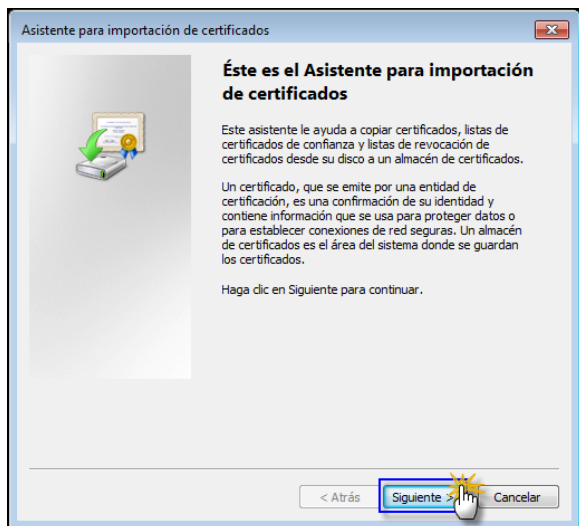 Asistente para importación de certificados
Éste es el Asistente para importación
de certificados
Este asistente le ayuda a copiar certificados, listas de
certificados de confianza y listas de revocación de
certificados desde su disco a un almacén de certificados.
Un certificado, que se emite por una entidad de
certificación, es una confirmación de su identidad y
contiene información que se usa para proteger datos o
para establecer conexiones de red seguras. Un almacén
de certificados es el área del sistema donde se guardan
los certificados.
Haga clic en Siguiente para continuar.
< Atrás
Siguiente >
Cancelar